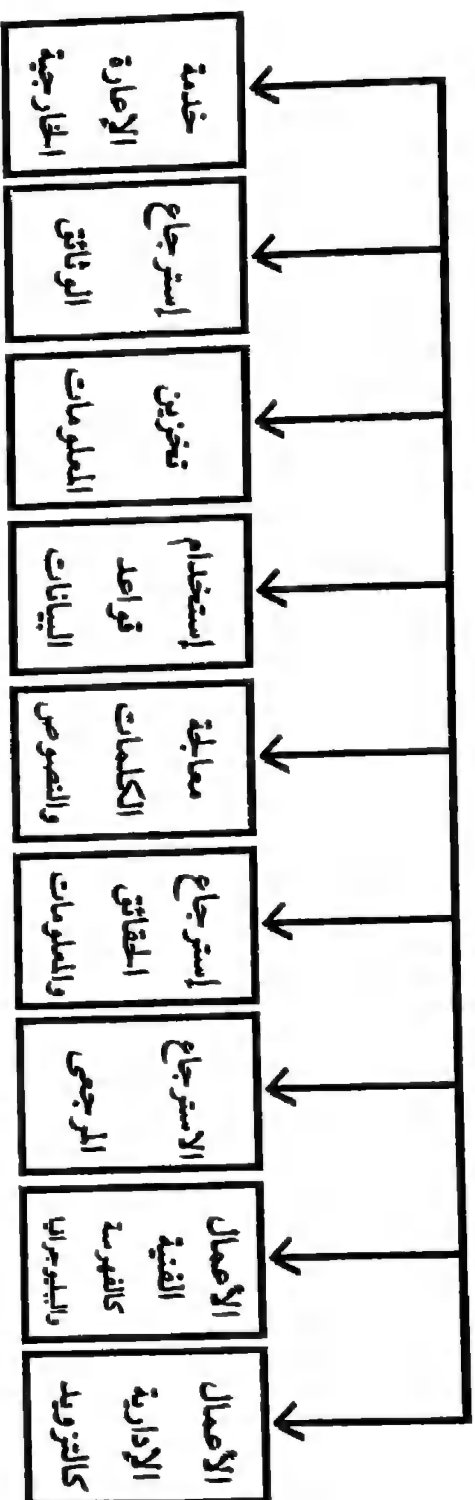 الأعمال
الإدارية
كالتزويد
الأعمال
الفنية
كالفهرسة
والببليوجرافيا
الاسترجاع
المرجعى
إسترجاع
الحقائق
والمعلومات
معالجة
الكلمات
والنصوص
إستخدام
قواعد
البيانات
تخزين
المعلومات
إسترجاع
الوثائق
خدمة
الإعارة
الخارجية